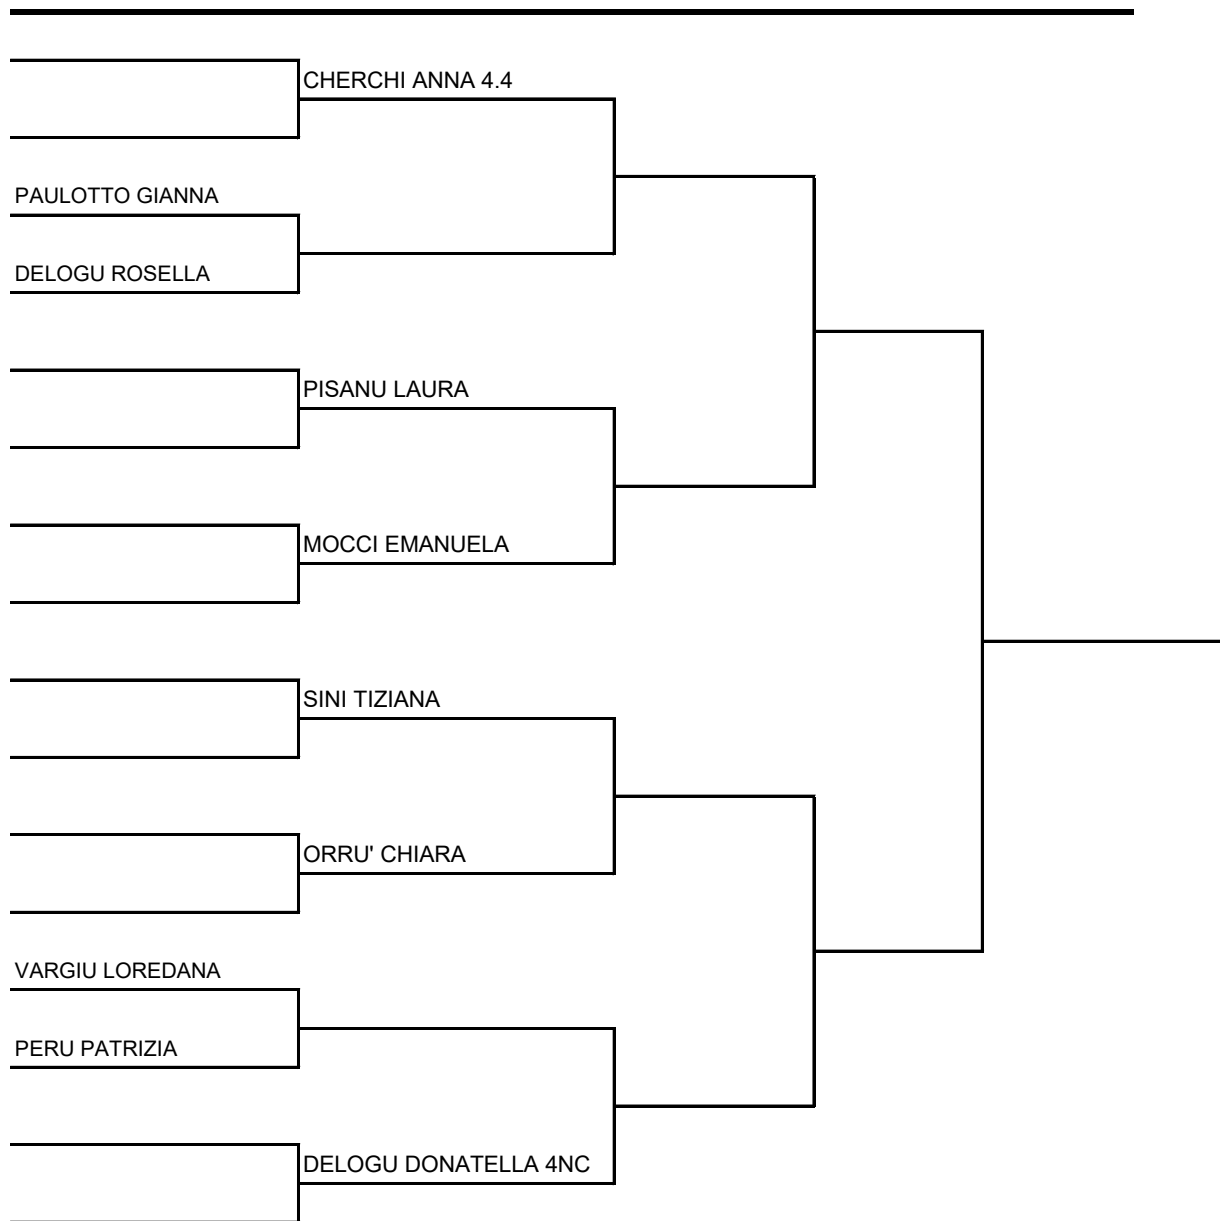 CHERCHI ANNA 4.4
PAULOTTO GIANNA
DELOGU ROSELLA
PISANU LAURA
MOCCI EMANUELA
SINI TIZIANA
ORRU' CHIARA
VARGIU LOREDANA
PERU PATRIZIA
DELOGU DONATELLA 4NC